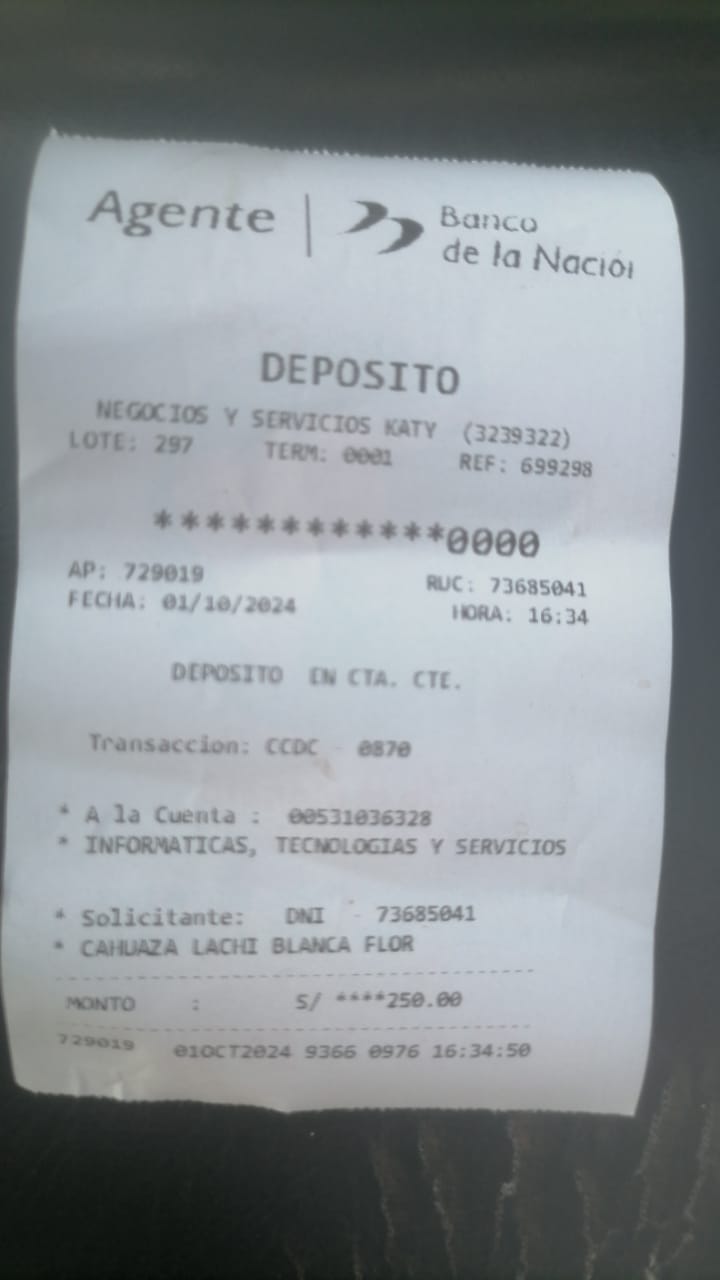 Agente | Banco
de la Nación
DEPOSITO
NEGOCIOS Y SERVICIOS KATY (3239322)
LOTE: 297 TERM: 0001 REF: 699298
************0000
AP: 729019 RUC: 73685041
FECHA: 01/10/2024 HORA: 16:34
DEPOSITO EN CTA. CTE.
Transaccion: CCDC - 0870
* A la Cuenta : 00531036328
* INFORMATICAS, TECNOLOGIAS Y SERVICIOS
* Solicitante: DNI - 73685041
* CAHUAZA LACHI BLANCA FLOR
MONTO : S/ ****250.00
729019 01OCT2024 9366 0976 16:34:50